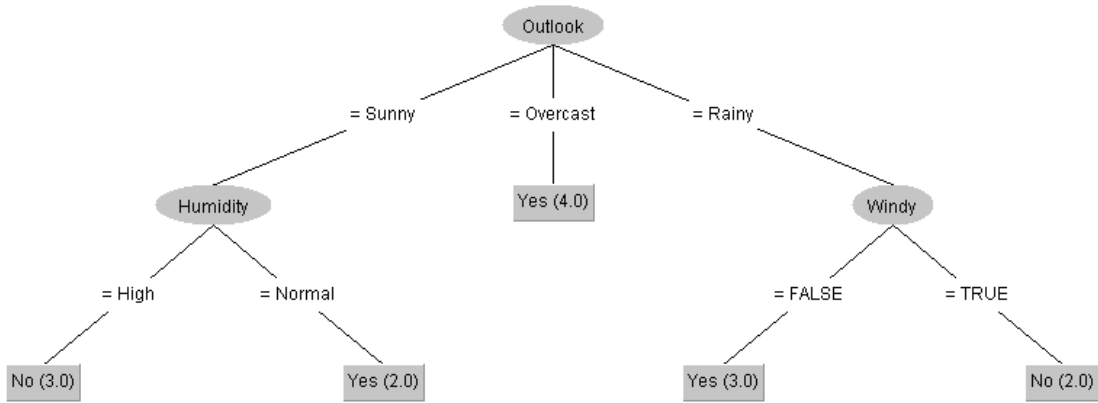 Outlook
= Sunny
= Overcast
= Rainy
Humidity
Yes (4.0)
Windy
= High
= Normal
= FALSE
= TRUE
No (3.0)
Yes (2.0)
Yes (3.0)
No (2.0)